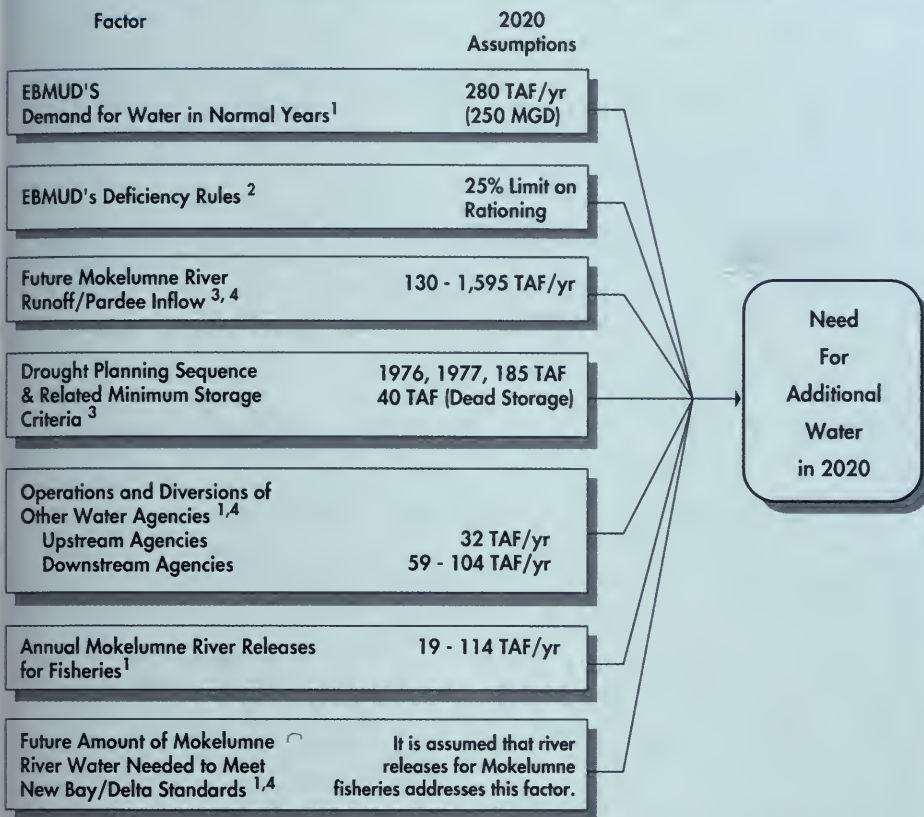 Factor
2020
Assumptions
EBMUD'S
Demand for Water in Normal Years1
280 TAF/yr
(250 MGD)
EBMUD's Deficiency Rules 2
25% Limit on
Rationing
Future Mokelumne River
Runoff/Pardee Inflow 3, 4
130 - 1,595 TAF/yr
Drought Planning Sequence
& Related Minimum Storage
Criteria 3
1976, 1977, 185 TAF
40 TAF (Dead Storage)
Operations and Diversions of
Other Water Agencies 1,4
Upstream Agencies
32 TAF/yr
Downstream Agencies
59 - 104 TAF/yr
Annual Mokelumne River Releases
for Fisheries1
19 - 114 TAF/yr
Future Amount of Mokelumne
River Water Needed to Meet
New Bay/Delta Standards 1,4
It is assumed that river
releases for Mokelumne
fisheries addresses this factor.
Need
For
Additional
Water
in 2020